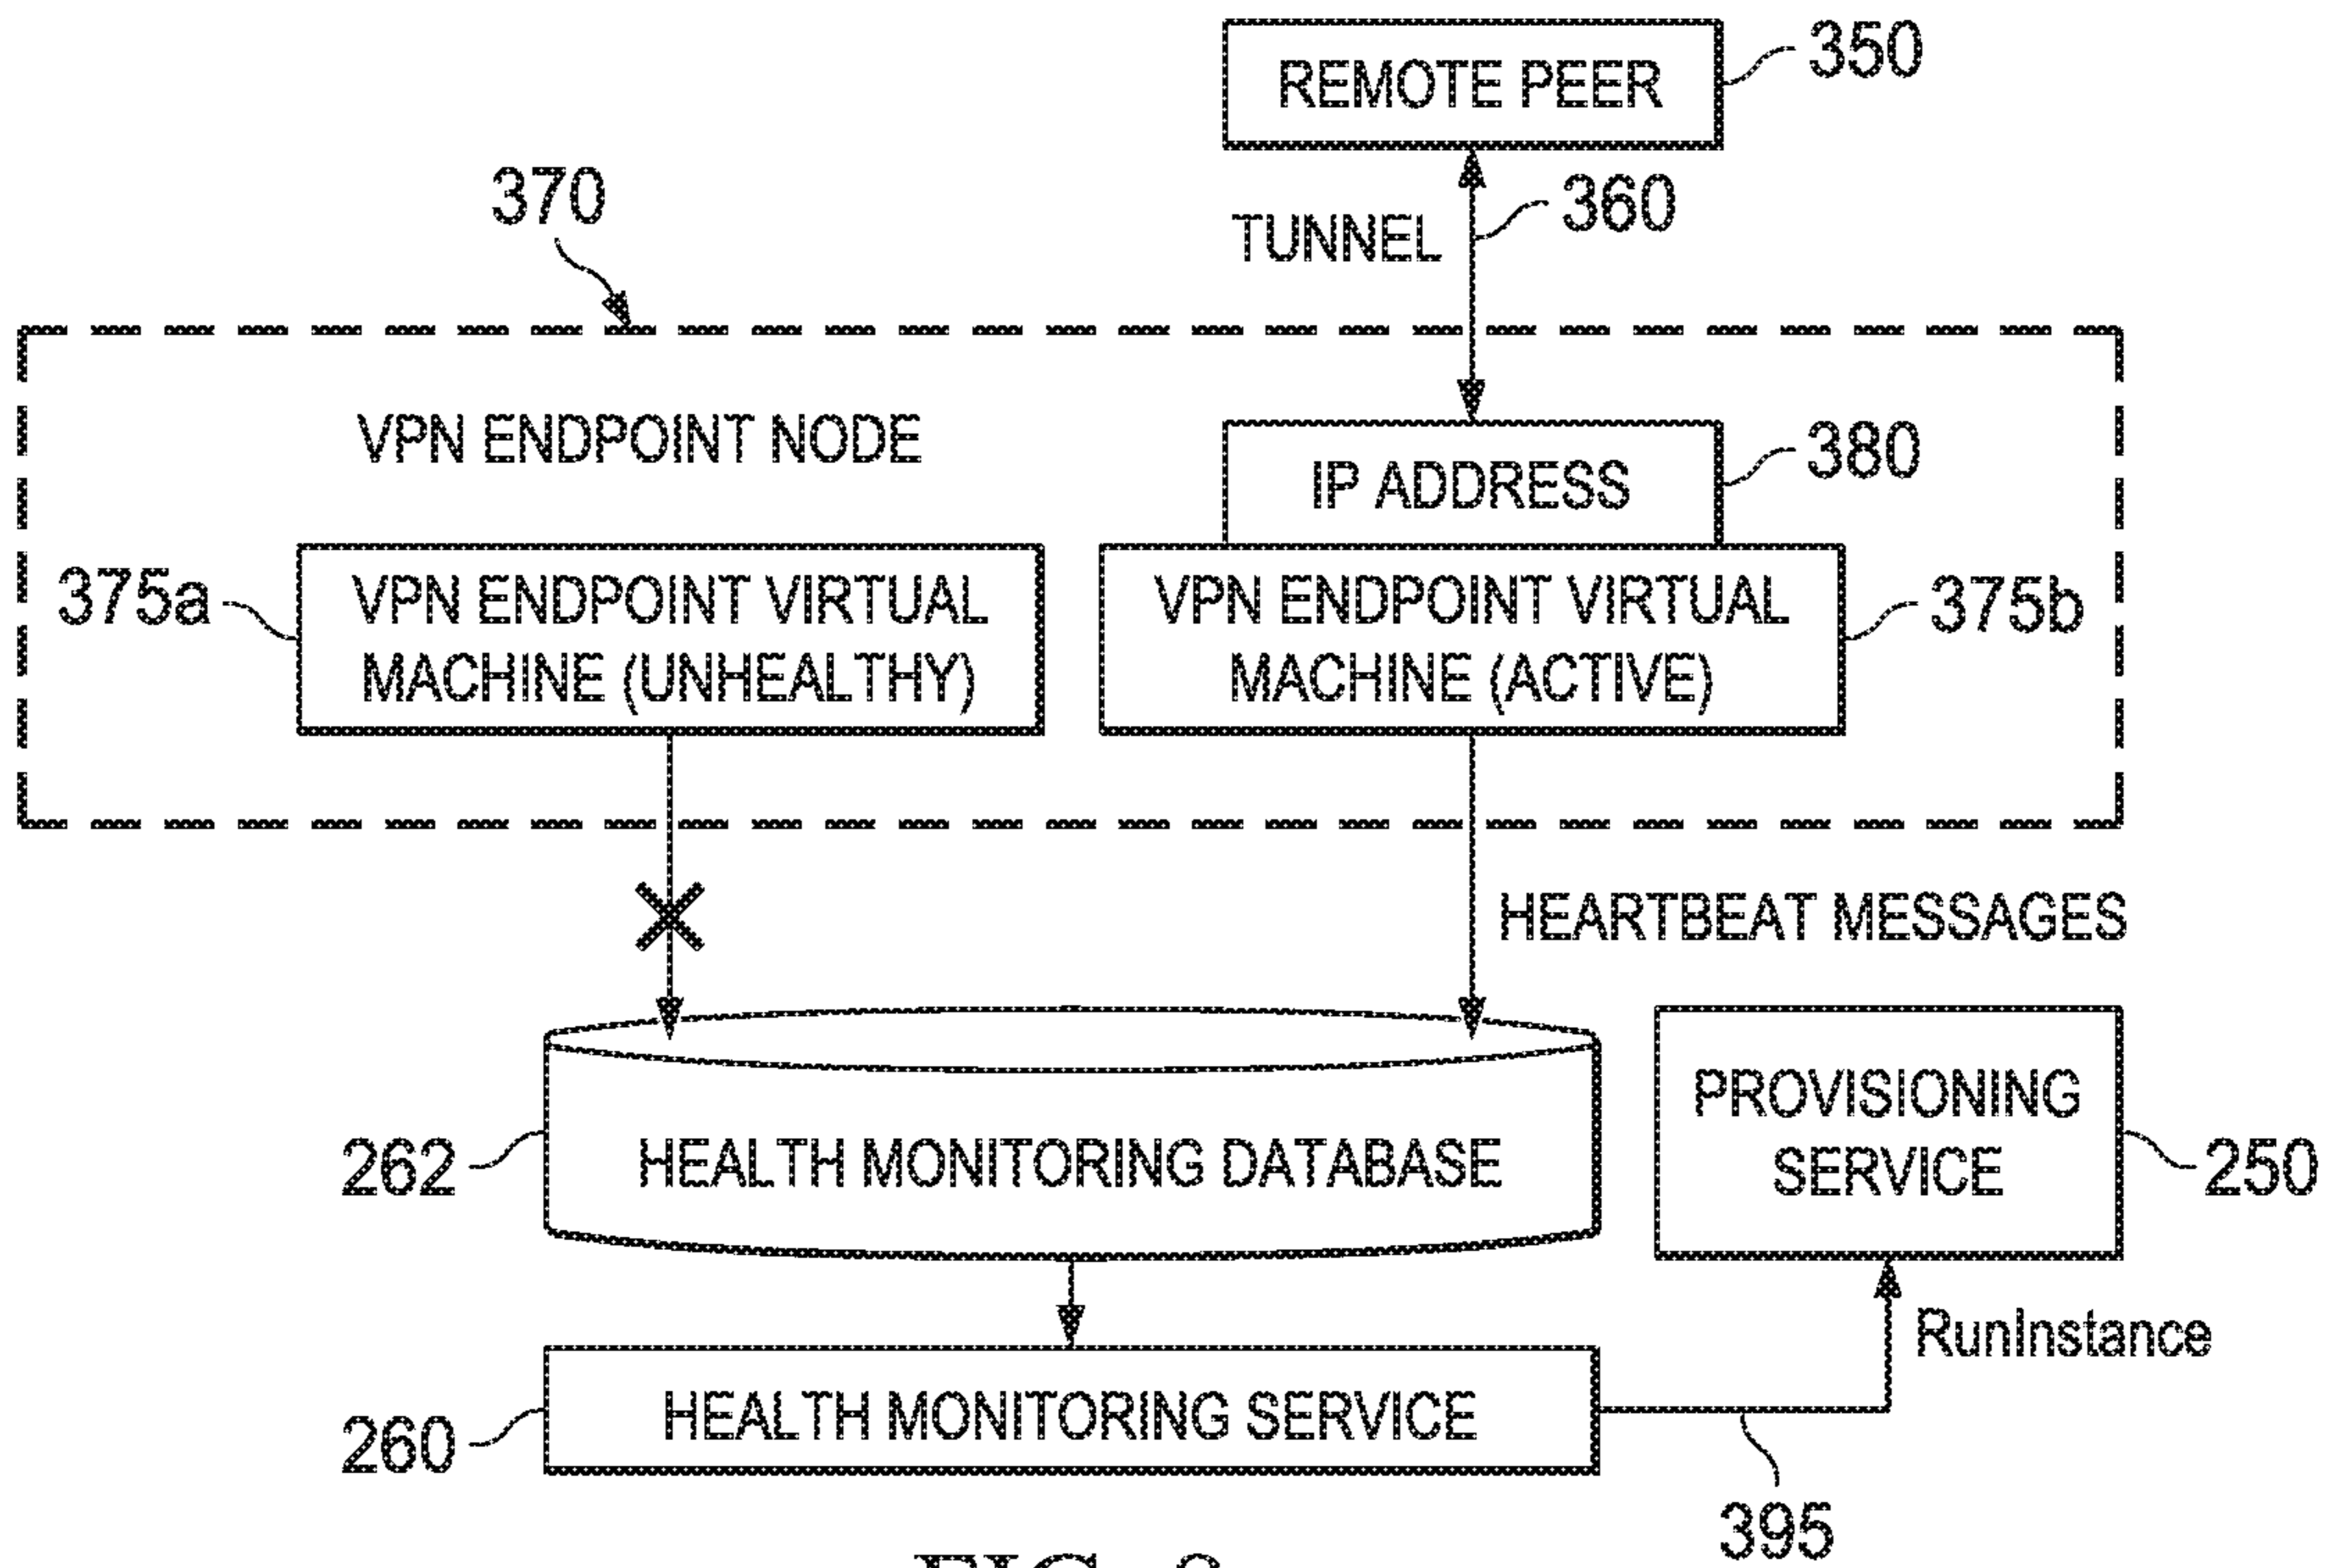 REMOTE PEER
350
370
TUNNEL
360
VPN ENDPOINT NODE
IP ADDRESS
380
375a
VPN ENDPOINT VIRTUAL
MACHINE (UNHEALTHY)
VPN ENDPOINT VIRTUAL
MACHINE (ACTIVE)
375b
HEARTBEAT MESSAGES
262
HEALTH MONITORING DATABASE
PROVISIONING
SERVICE
250
RunInstance
260
HEALTH MONITORING SERVICE
395